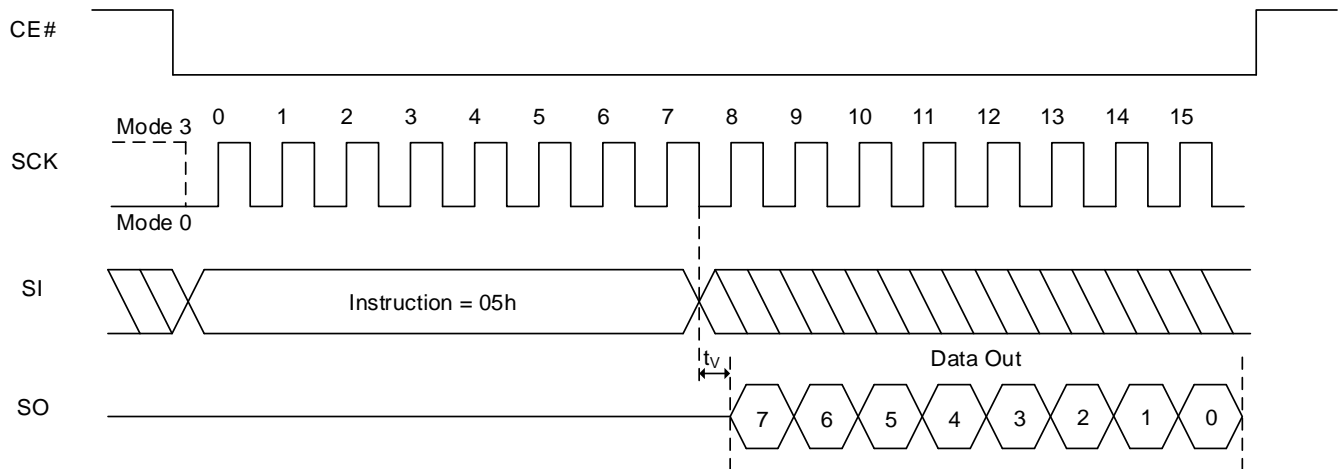 CE#
0 1 2 3 4 5 6 7 8 9 10 11 12 13 14 15
Mode 3
SCK
Mode 0
SI
Instruction = 05h
tV
Data Out
SO
7 6 5 4 3 2 1 0